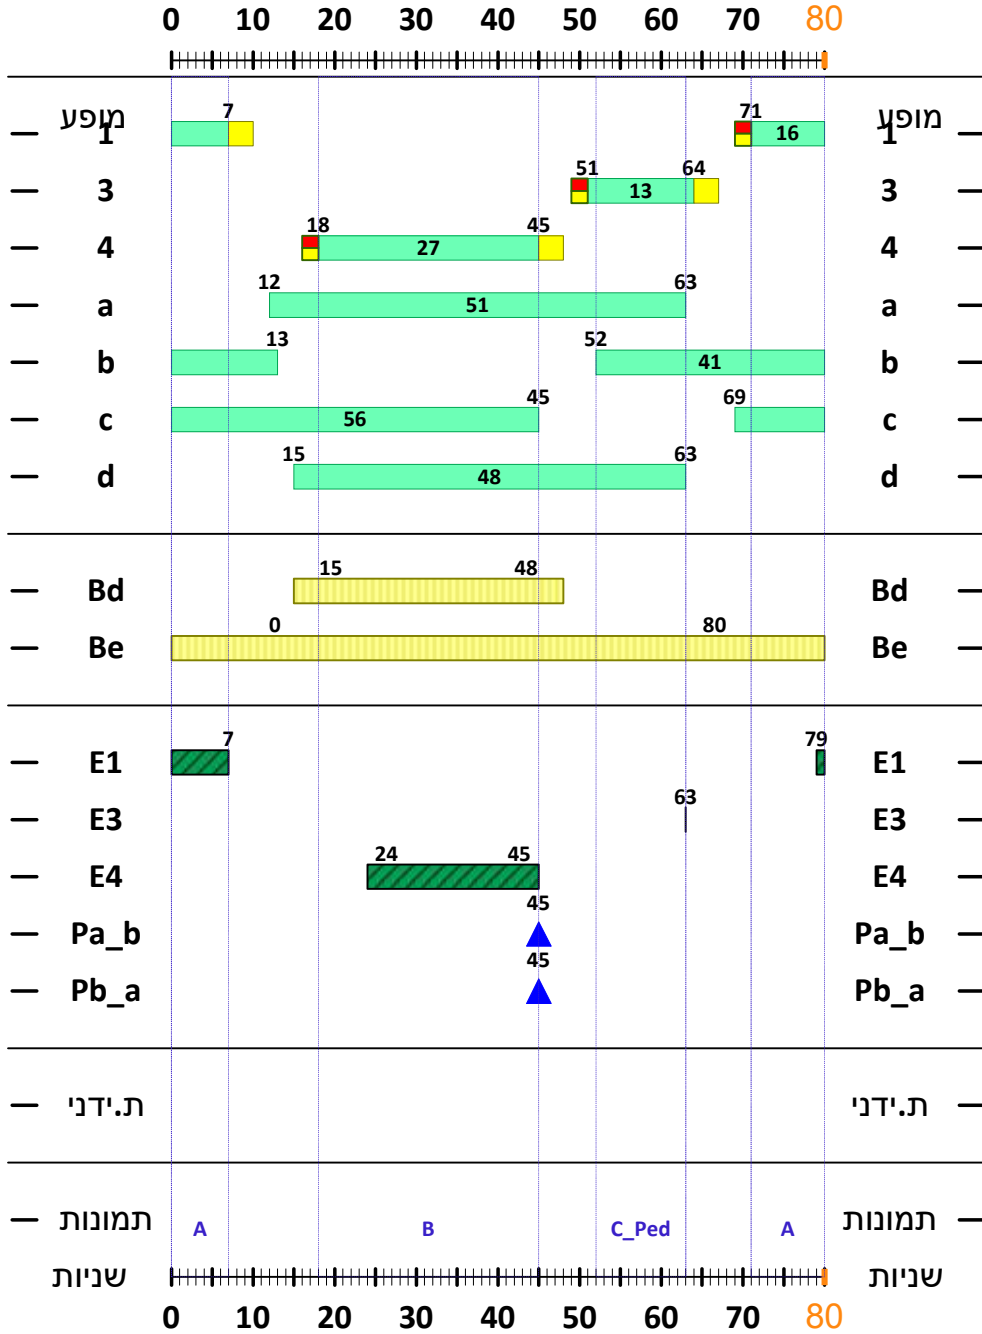 0 10 20 30 40 50 60 70 80
מופע מופע
1 7 71 16 1
3 51 13 64 3
4 18 27 45 4
a 12 51 63 a
b 13 52 41 b
c 56 45 69 c
d 15 48 63 d
Bd 15 48 Bd
Be 0 80 Be
E1 7 79 E1
E3 63 E3
E4 24 45 E4
Pa_b 45 Pa_b
Pb_a 45 Pb_a
ת.ידני ת.ידני
תמונות A B C_Ped A תמונות
שניות שניות
0 10 20 30 40 50 60 70 80